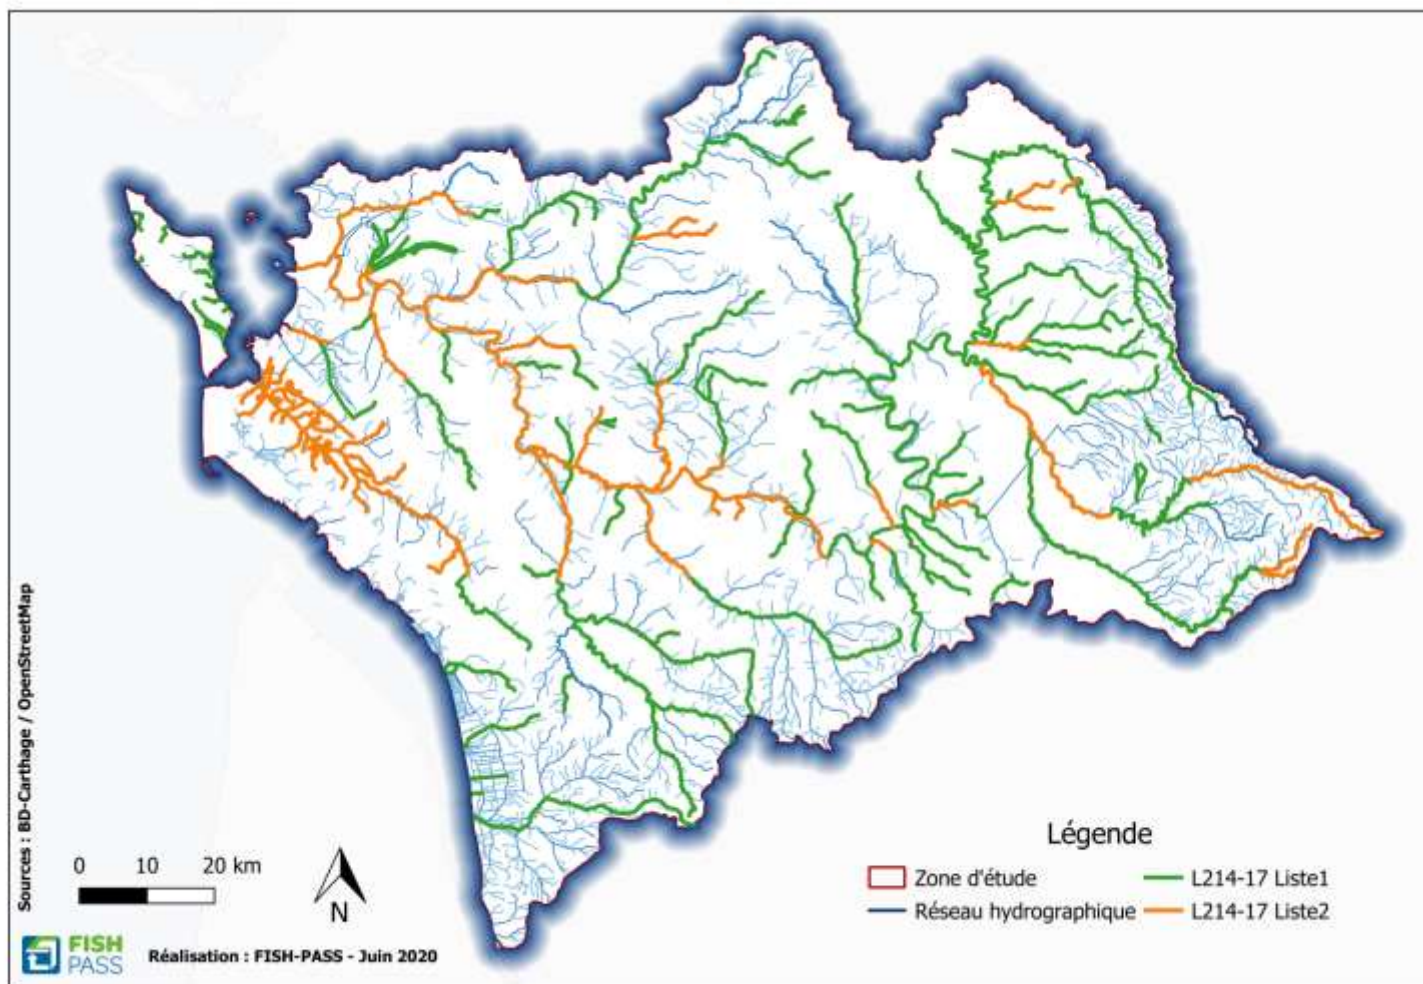 Sources : BD-Carthage / OpenStreetMap
0 10 20 km
N
FISH
PASS
Réalisation : FISH-PASS - Juin 2020
Légende
Zone d'étude
L214-17 Liste1
Réseau hydrographique
L214-17 Liste2